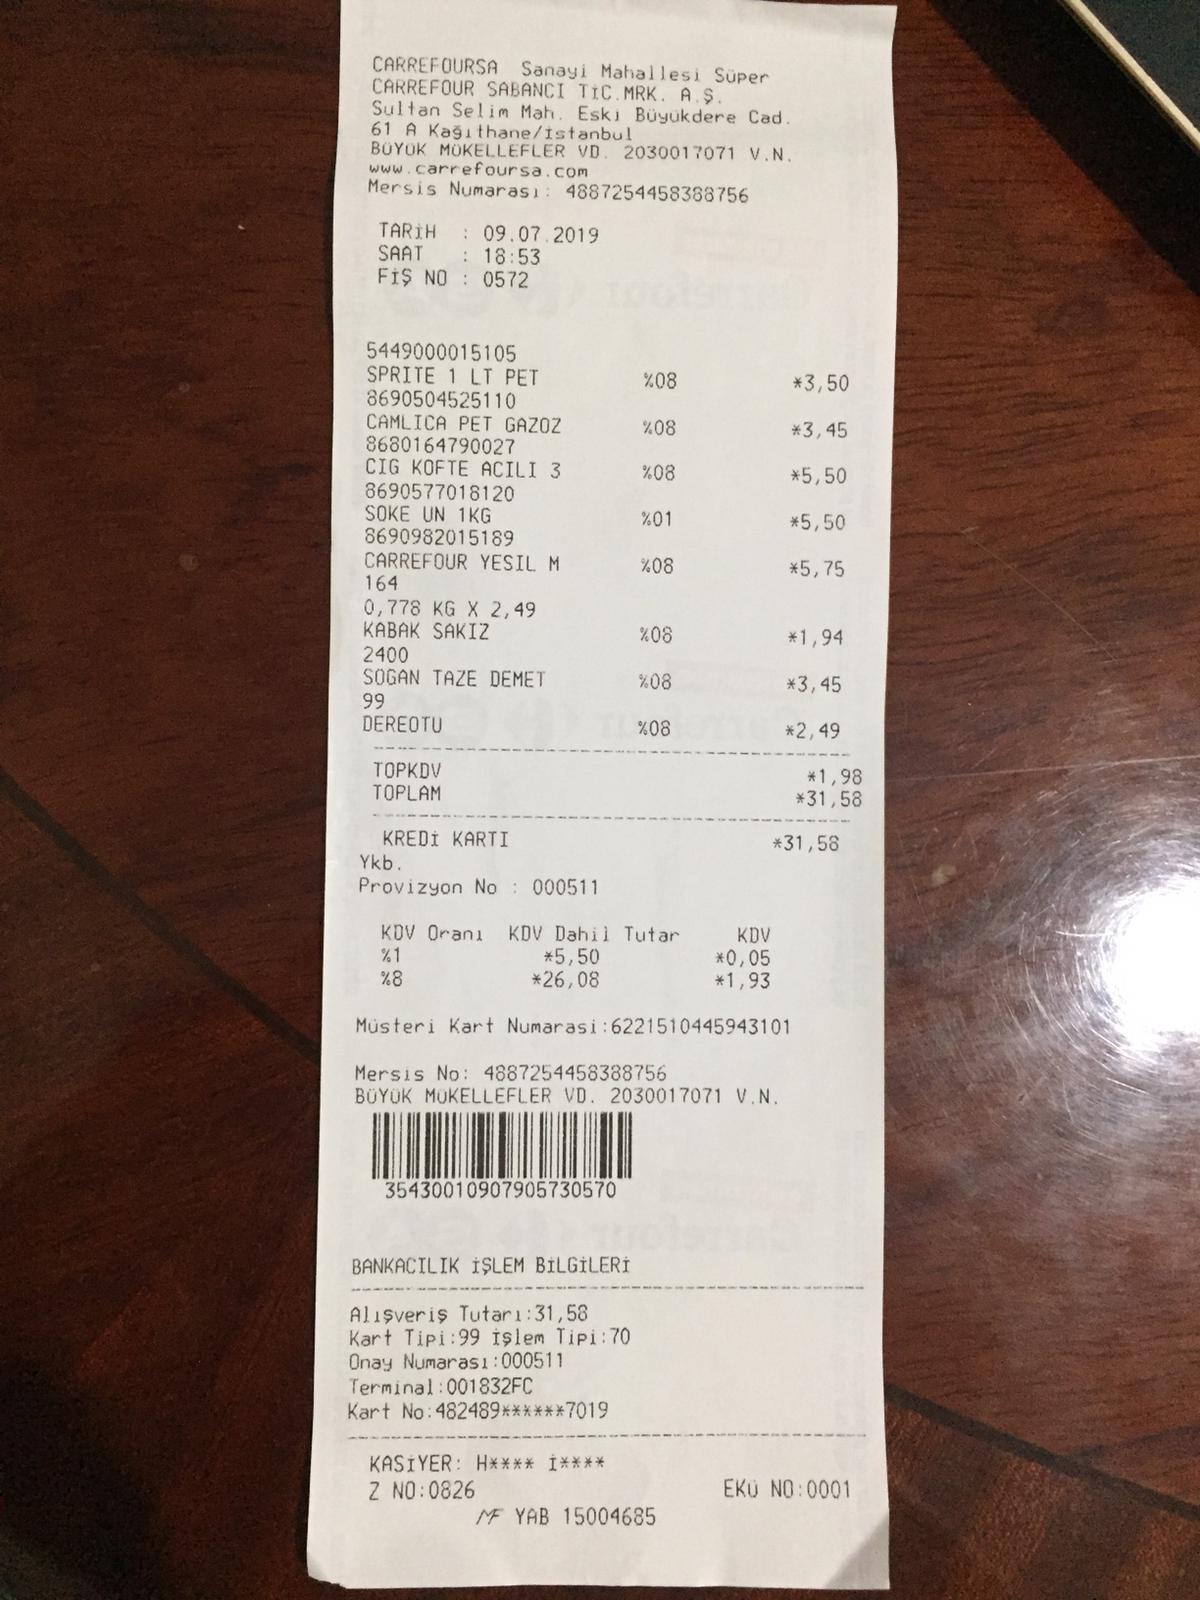 CARREFOURSA Sanayi Mahallesi Süper
CARREFOUR SABANCI TİC.MRK. A.Ş.
Sultan Selim Mah. Eski Büyükdere Cad.
61 A Kağıthane/İstanbul
BÜYÜK MÜKELLEFLER VD. 2030017071 V.N.
www.carrefoursa.com
Mersis Numarası: 4887254458388756
TARİH : 09.07.2019
SAAT : 18:53
FİŞ NO : 0572
5449000015105
SPRITE 1 LT PET %08 *3,50
8690504525110
CAMLICA PET GAZOZ %08 *3,45
8680164790027
CIG KOFTE ACILI 3 %08 *5,50
8690577018120
SOKE UN 1KG %01 *5,50
8690982015189
CARREFOUR YESIL M %08 *5,75
164
0,778 KG X 2,49
KABAK SAKIZ %08 *1,94
2400
SOGAN TAZE DEMET %08 *3,45
99
DEREOTU %08 *2,49
TOPKDV *1,98
TOPLAM *31,58
KREDİ KARTI *31,58
Ykb.
Provizyon No : 000511
KDV Oranı KDV Dahil Tutar KDV
%1 *5,50 *0,05
%8 *26,08 *1,93
Müsteri Kart Numarasi:6221510445943101
Mersis No: 4887254458388756
BÜYÜK MÜKELLEFLER VD. 2030017071 V.N.
35430010907905730570
BANKACILIK İŞLEM BİLGİLERİ
Alışveriş Tutarı:31,58
Kart Tipi:99 İşlem Tipi:70
Onay Numarası:000511
Terminal:001832FC
Kart No:482489******7019
KASİYER: H**** İ****
Z NO:0826 EKÜ NO:0001
MF YAB 15004685